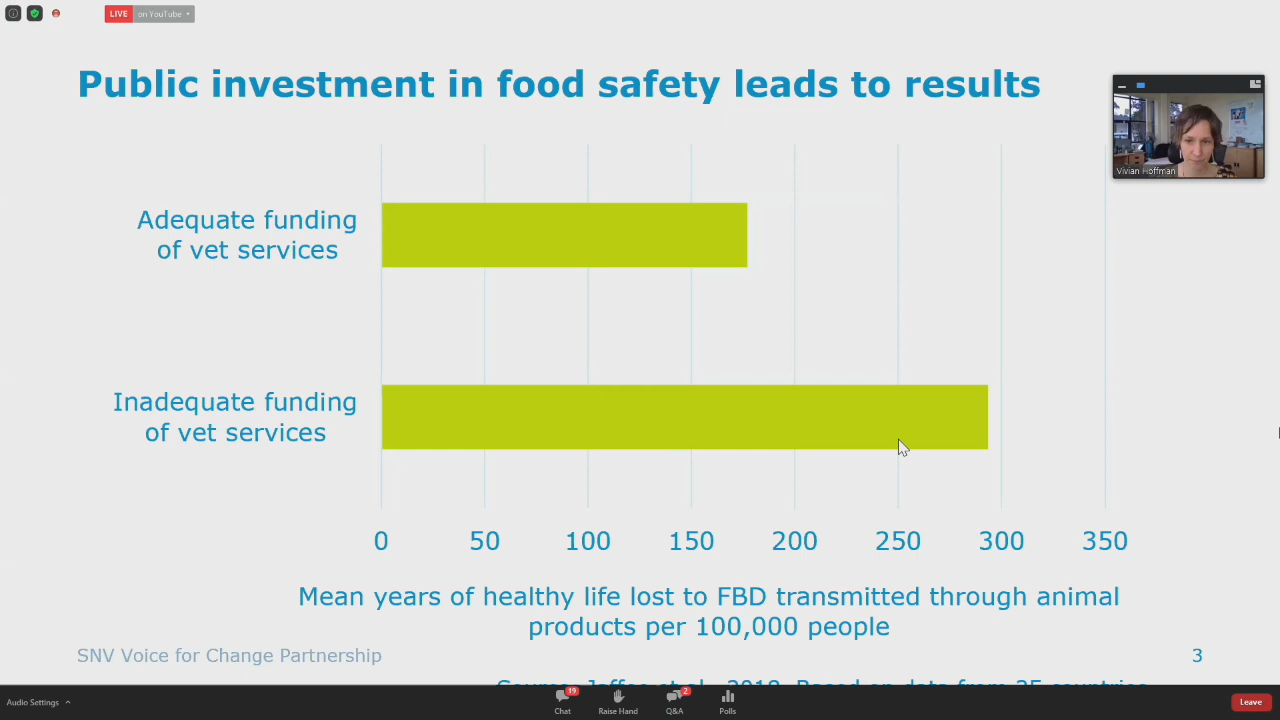 LIVE on YouTube
Public investment in food safety leads to results
Vivian Hoffman
Adequate funding
of vet services
Inadequate funding
of vet services
0 50 100 150 200 250 300 350
Mean years of healthy life lost to FBD transmitted through animal
products per 100,000 people
SNV Voice for Change Partnership
3
Audio Settings
19
2
Chat
Raise Hand
Q&A
Polls
Leave